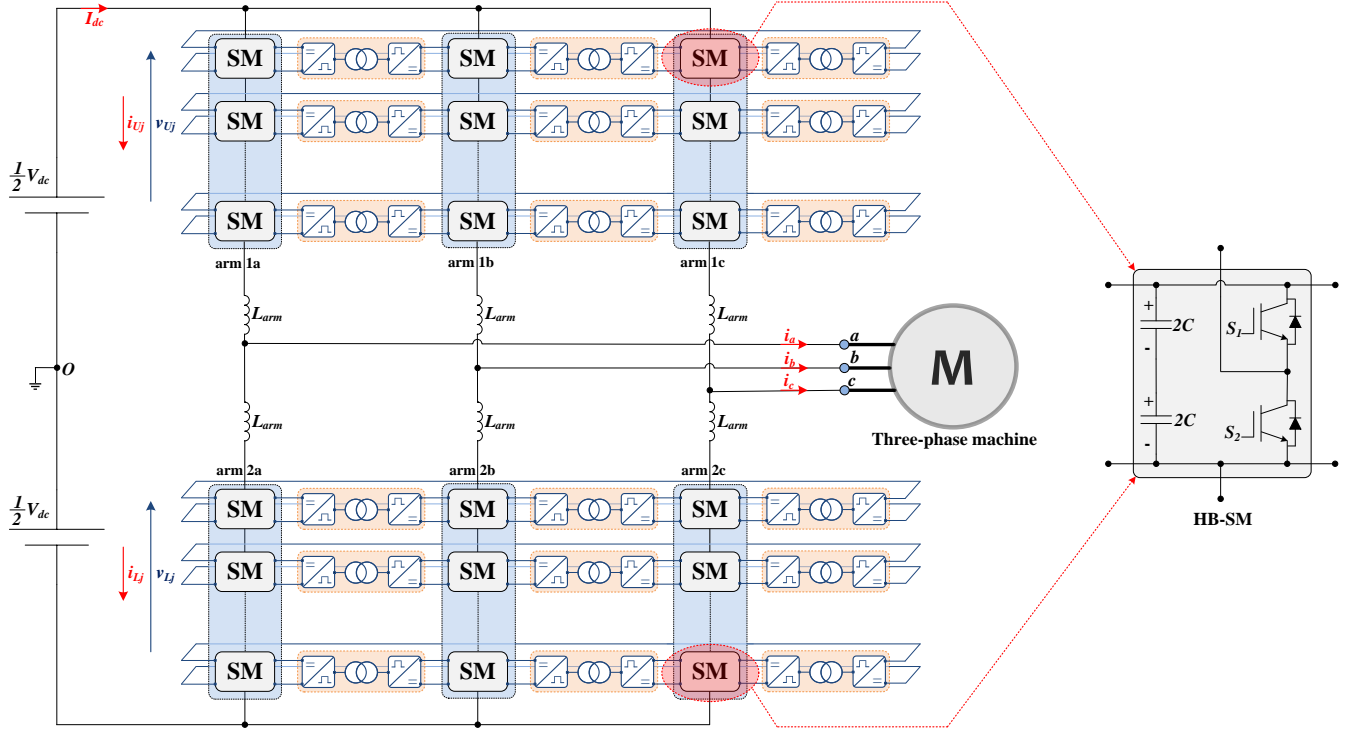 I_dc
SM SM SM
i_Uj v_Uj
SM SM SM
½ V_dc
SM SM SM
arm 1a arm 1b arm 1c
L_arm L_arm L_arm
+ 2C - S_1
i_a a
O i_b b M
i_c c
L_arm L_arm L_arm
+ 2C - S_2
Three-phase machine
arm 2a arm 2b arm 2c
½ V_dc
SM SM SM
HB-SM
i_Lj v_Lj
SM SM SM
SM SM SM